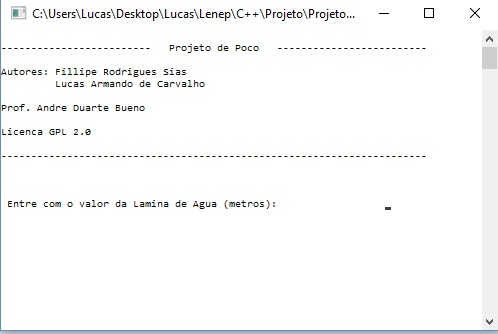 C:\Users\Lucas\Desktop\Lucas\Lenep\C++\Projeto\Projeto...
------------------------- Projeto de Poco -------------------------
Autores: Fillipe Rodrigues Sias
Lucas Armando de Carvalho
Prof. Andre Duarte Bueno
Licenca GPL 2.0
-----------------------------------------------------------------------
Entre com o valor da Lamina de Agua (metros):